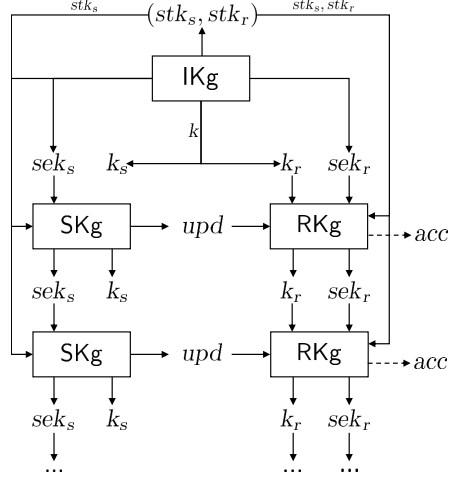 stk_s (stk_s, stk_r) stk_s, stk_r
IKg
k
sek_s k_s k_r sek_r
SKg upd RKg
acc
sek_s k_s k_r sek_r
SKg upd RKg
acc
sek_s k_s k_r sek_r
... ... ...